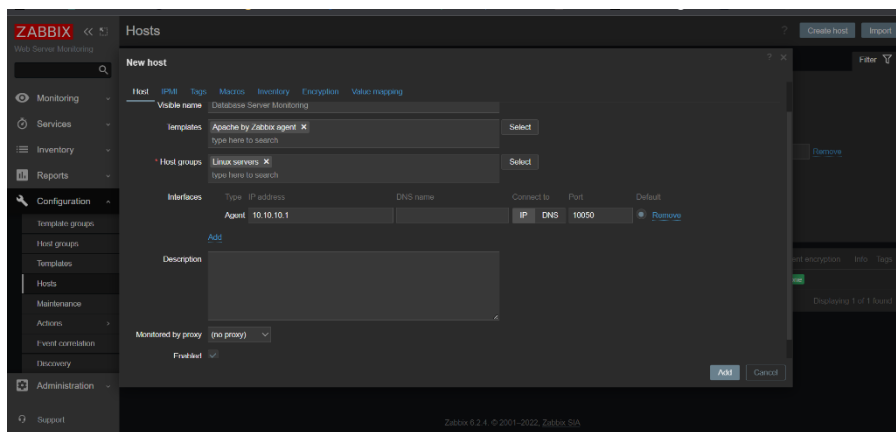 ZABBIX
Web Server Monitoring
Monitoring
Services
Inventory
Reports
Configuration
Template groups
Host groups
Templates
Hosts
Maintenance
Actions
Event correlation
Discovery
Administration
Support
Hosts
? Create host Import
Filter
New host
? ×
Host IPMI Tags Macros Inventory Encryption Value mapping
Visible name Database Server Monitoring
Templates Apache by Zabbix agent × Select
type here to search
* Host groups Linux servers × Select
type here to search
Interfaces Type IP address DNS name Connect to Port Default
Agent 10.10.10.1 IP DNS 10050 Remove
Add
Description
Monitored by proxy (no proxy)
Enabled
Add Cancel
Remove
encryption Info Tags
Displaying 1 of 1 found
Zabbix 6.2.4. © 2001–2022, Zabbix SIA